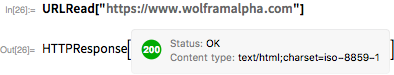 In[26]:= URLRead["https://www.wolframalpha.com"]
Out[26]= HTTPResponse[ 200 Status: OK
Content type: text/html;charset=iso-8859-1 ]